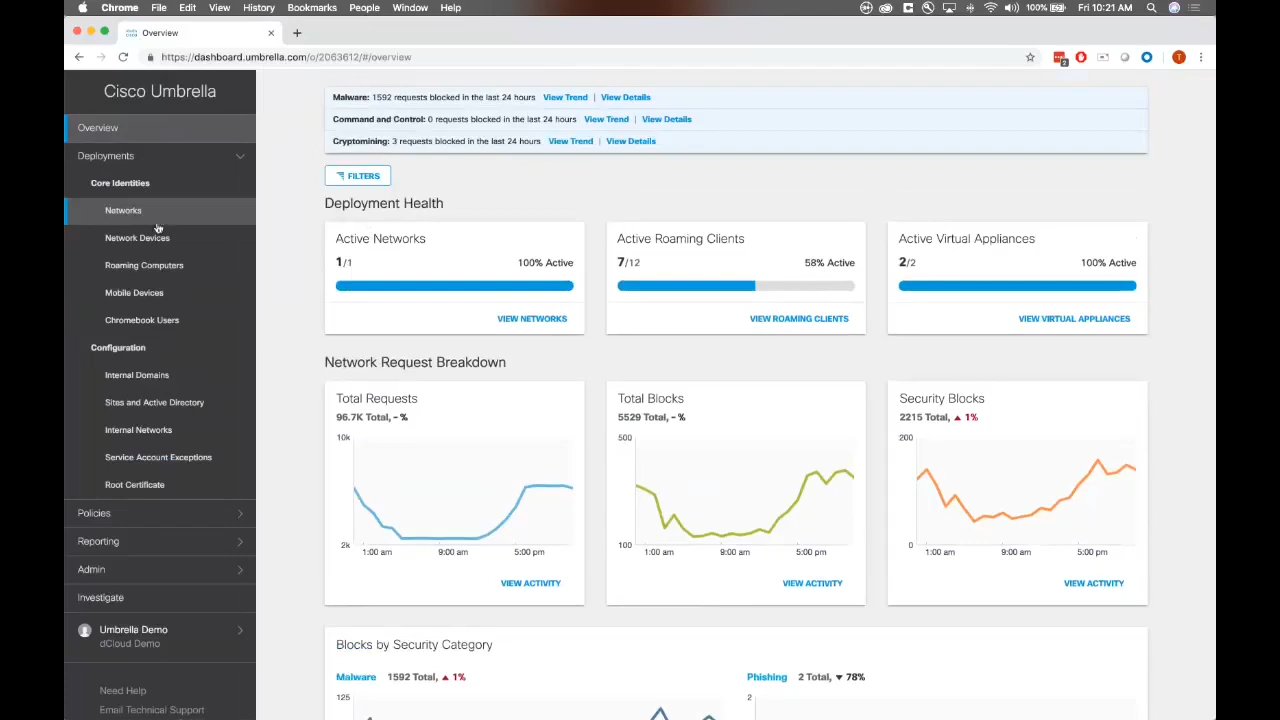 Chrome File Edit View History Bookmarks People Window Help 100% Fri 10:21 AM
Overview
https://dashboard.umbrella.com/o/2063612/#/overview
2
T
Cisco Umbrella
Overview
Deployments
Core Identities
Networks
Network Devices
Roaming Computers
Mobile Devices
Chromebook Users
Configuration
Internal Domains
Sites and Active Directory
Internal Networks
Service Account Exceptions
Root Certificate
Policies
Reporting
Admin
Investigate
Umbrella Demo
dCloud Demo
Need Help
Email Technical Support
Malware: 1592 requests blocked in the last 24 hours View Trend | View Details
Command and Control: 0 requests blocked in the last 24 hours View Trend | View Details
Cryptomining: 3 requests blocked in the last 24 hours View Trend | View Details
FILTERS
Deployment Health
Active Networks
1/1 100% Active
VIEW NETWORKS
Active Roaming Clients
7/12 58% Active
VIEW ROAMING CLIENTS
Active Virtual Appliances
2/2 100% Active
VIEW VIRTUAL APPLIANCES
Network Request Breakdown
Total Requests
96.7K Total, - %
10k
2k
1:00 am 9:00 am 5:00 pm
VIEW ACTIVITY
Total Blocks
5529 Total, - %
500
100
1:00 am 9:00 am 5:00 pm
VIEW ACTIVITY
Security Blocks
2215 Total, ▲ 1%
200
0
1:00 am 9:00 am 5:00 pm
VIEW ACTIVITY
Blocks by Security Category
Malware 1592 Total, ▲ 1%
125
Phishing 2 Total, ▼ 78%
2